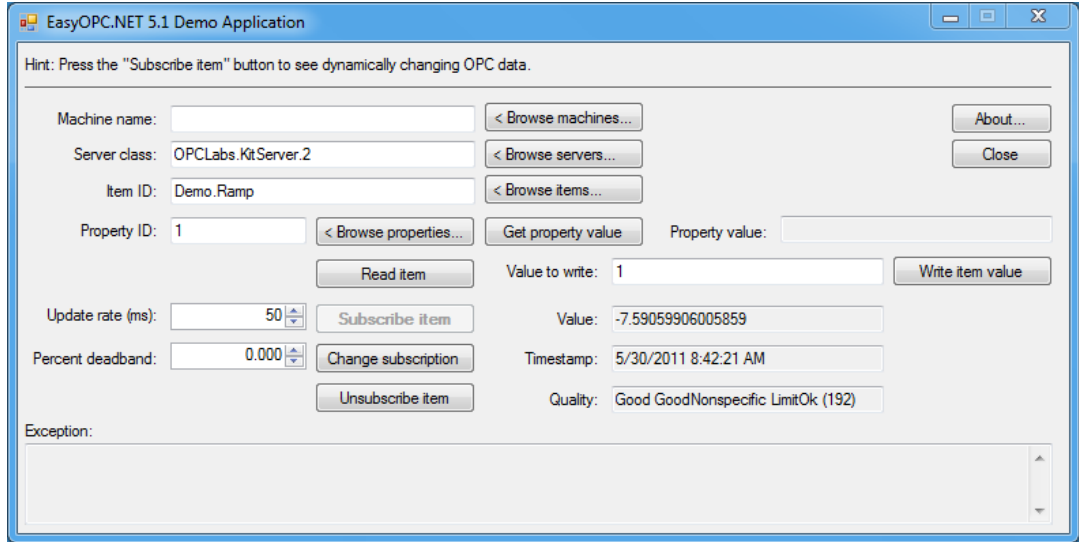 EasyOPC.NET 5.1 Demo Application
Hint: Press the "Subscribe item" button to see dynamically changing OPC data.
Machine name: < Browse machines... About...
Server class: OPCLabs.KitServer.2 < Browse servers... Close
Item ID: Demo.Ramp < Browse items...
Property ID: 1 < Browse properties... Get property value Property value:
Read item Value to write: 1 Write item value
Update rate (ms): 50 Subscribe item Value: -7.59059906005859
Percent deadband: 0.000 Change subscription Timestamp: 5/30/2011 8:42:21 AM
Unsubscribe item Quality: Good GoodNonspecific LimitOk (192)
Exception: